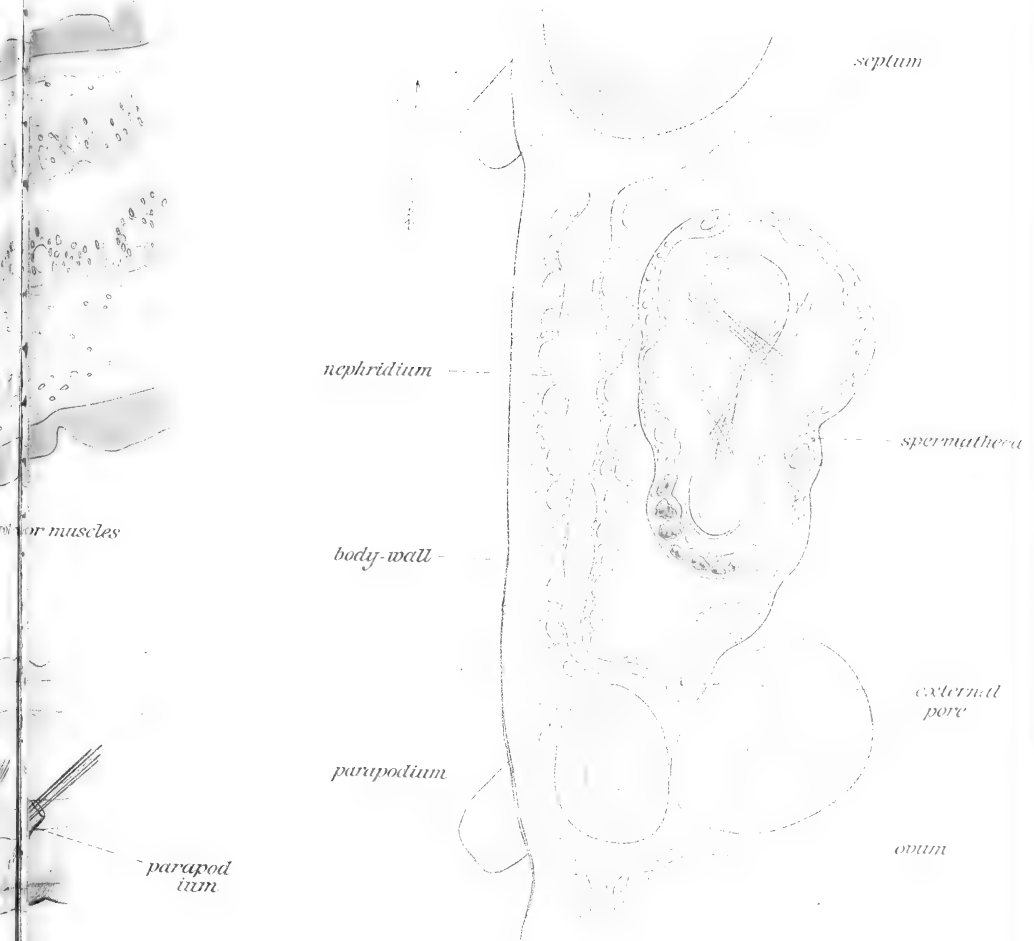 septum
nephridium
spermatheca
or muscles
body-wall
external
pore
parapodium
ovum
parapod
ium